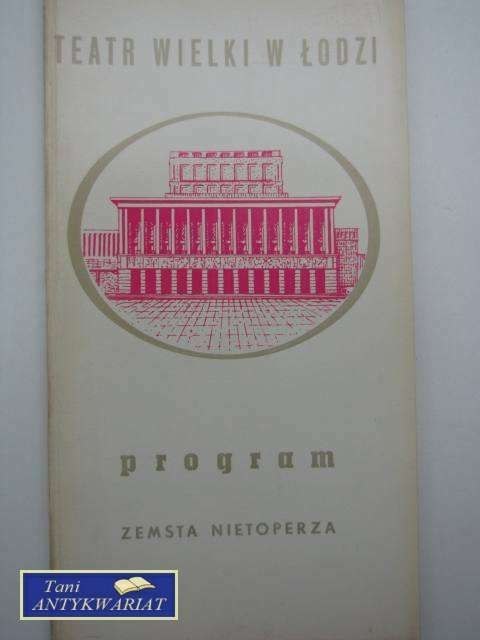 TEATR WIELKI W ŁODZI
program
ZEMSTA NIETOPERZA
Tani
ANTYKWARIAT